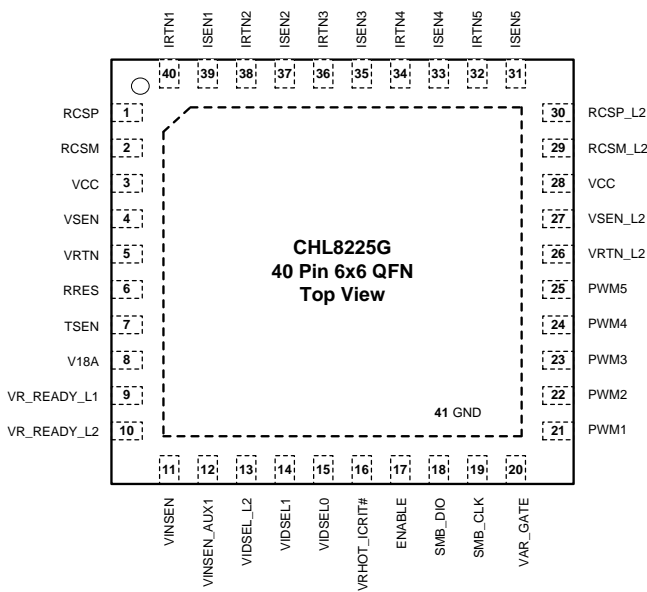 IRTN1
ISEN1
IRTN2
ISEN2
IRTN3
ISEN3
IRTN4
ISEN4
IRTN5
ISEN5
40
39
38
37
36
35
34
33
32
31
RCSP 1
RCSM 2
VCC 3
VSEN 4
VRTN 5
RRES 6
TSEN 7
V18A 8
VR_READY_L1 9
VR_READY_L2 10
CHL8225G
40 Pin 6x6 QFN
Top View
41 GND
30 RCSP_L2
29 RCSM_L2
28 VCC
27 VSEN_L2
26 VRTN_L2
25 PWM5
24 PWM4
23 PWM3
22 PWM2
21 PWM1
11
12
13
14
15
16
17
18
19
20
VINSEN
VINSEN_AUX1
VIDSEL_L2
VIDSEL1
VIDSEL0
VRHOT_ICRIT#
ENABLE
SMB_DIO
SMB_CLK
VAR_GATE